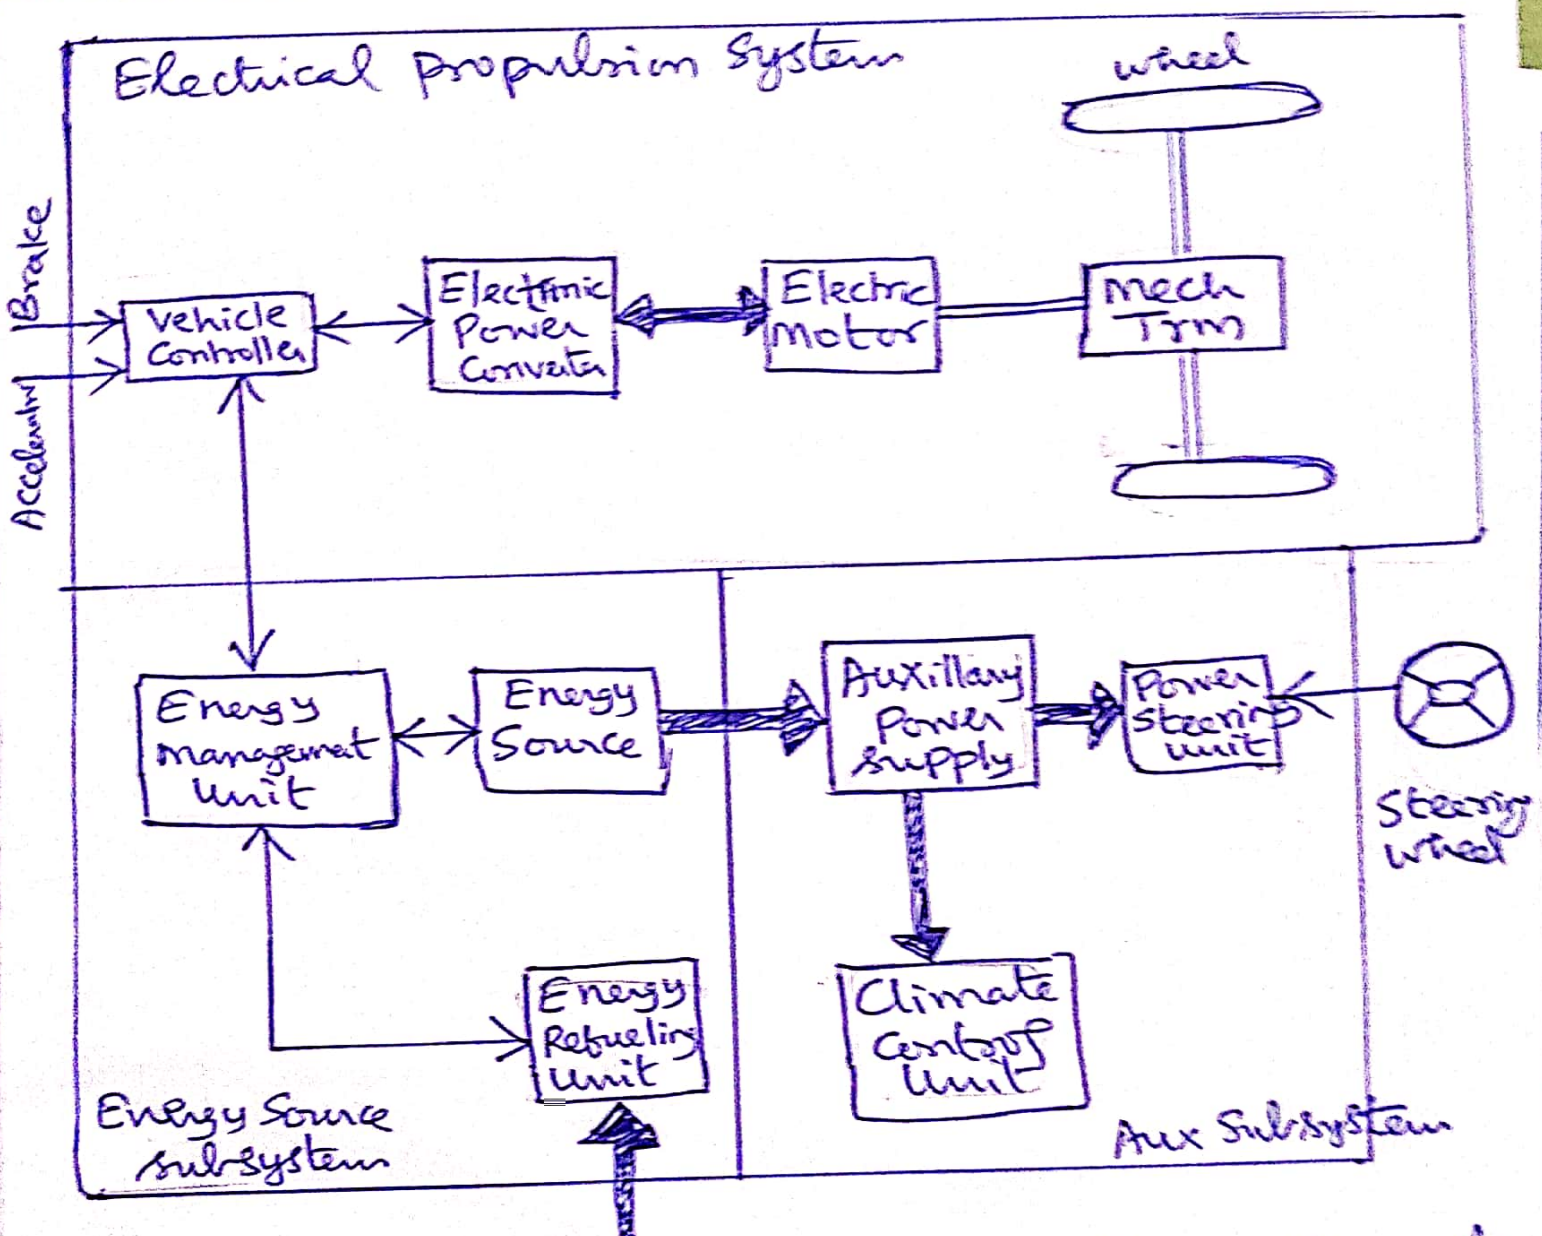 Electrical propulsion System
wheel
Brake
Accelerator
Vehicle
Controller
Electronic
Power
Converter
Electric
Motor
Mech
Trm
Energy
Management
Unit
Energy
Source
Auxillary
Power
Supply
Power
Steering
unit
Steering
wheel
Energy
Refueling
Unit
Climate
Control
Unit
Energy Source
subsystem
Aux Subsystem